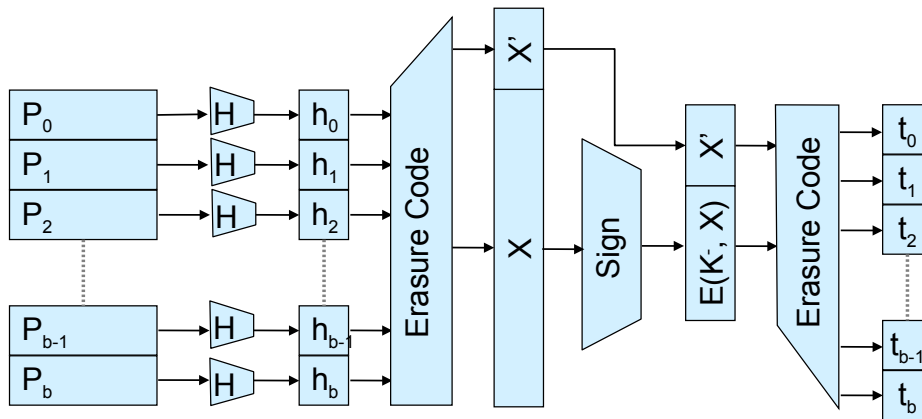 P0
P1
P2
Pb-1
Pb
H
H
H
H
H
h0
h1
h2
hb-1
hb
Erasure Code
X'
X
Sign
X'
E(K-, X)
Erasure Code
t0
t1
t2
tb-1
tb